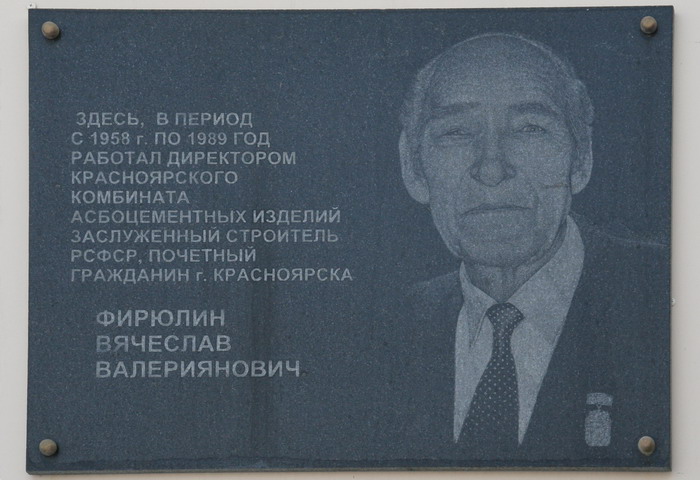 ЗДЕСЬ, В ПЕРИОД
С 1958 г. ПО 1989 ГОД
РАБОТАЛ ДИРЕКТОРОМ
КРАСНОЯРСКОГО
КОМБИНАТА
АСБОЦЕМЕНТНЫХ ИЗДЕЛИЙ
ЗАСЛУЖЕННЫЙ СТРОИТЕЛЬ
РСФСР, ПОЧЕТНЫЙ
ГРАЖДАНИН г. КРАСНОЯРСКА
ФИРЮЛИН
ВЯЧЕСЛАВ
ВАЛЕРИЯНОВИЧ